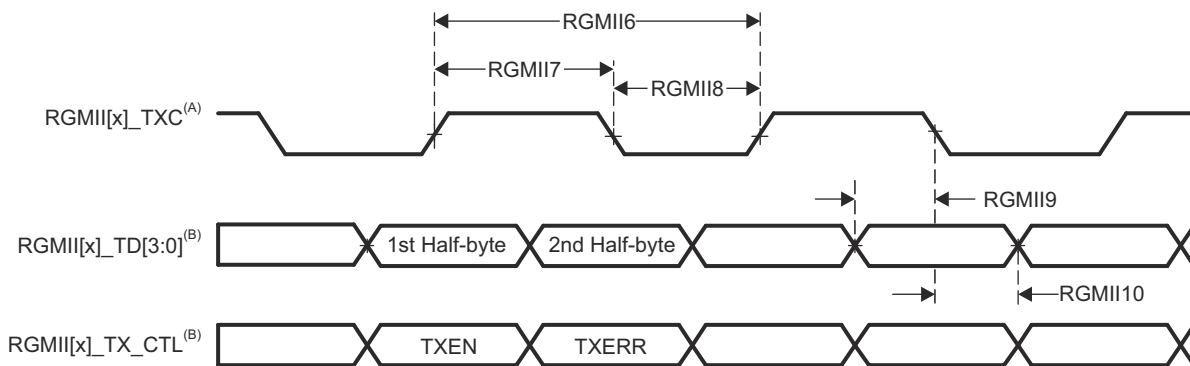 RGMII6
RGMII7
RGMII8
RGMII[x]_TXC(A)
RGMII9
RGMII[x]_TD[3:0](B)
1st Half-byte
2nd Half-byte
RGMII10
RGMII[x]_TX_CTL(B)
TXEN
TXERR